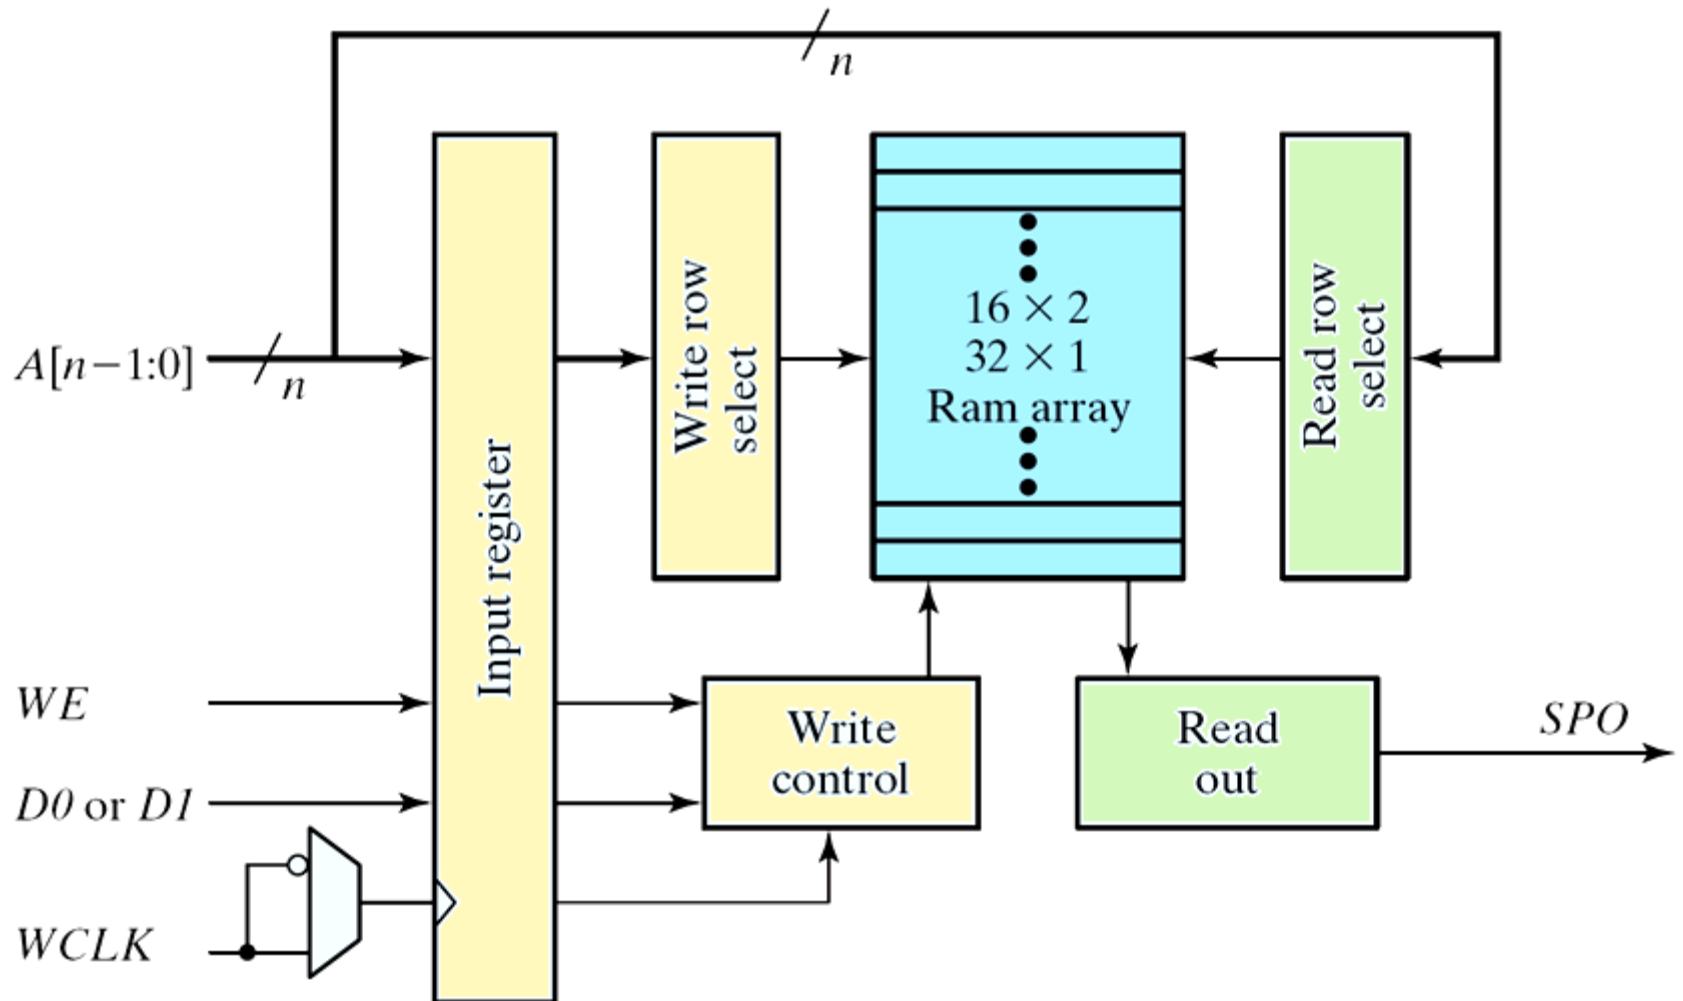 n
A[n−1:0]
n
Input register
Write row
select
16 × 2
32 × 1
Ram array
Read row
select
WE
D0 or D1
WCLK
Write
control
Read
out
SPO